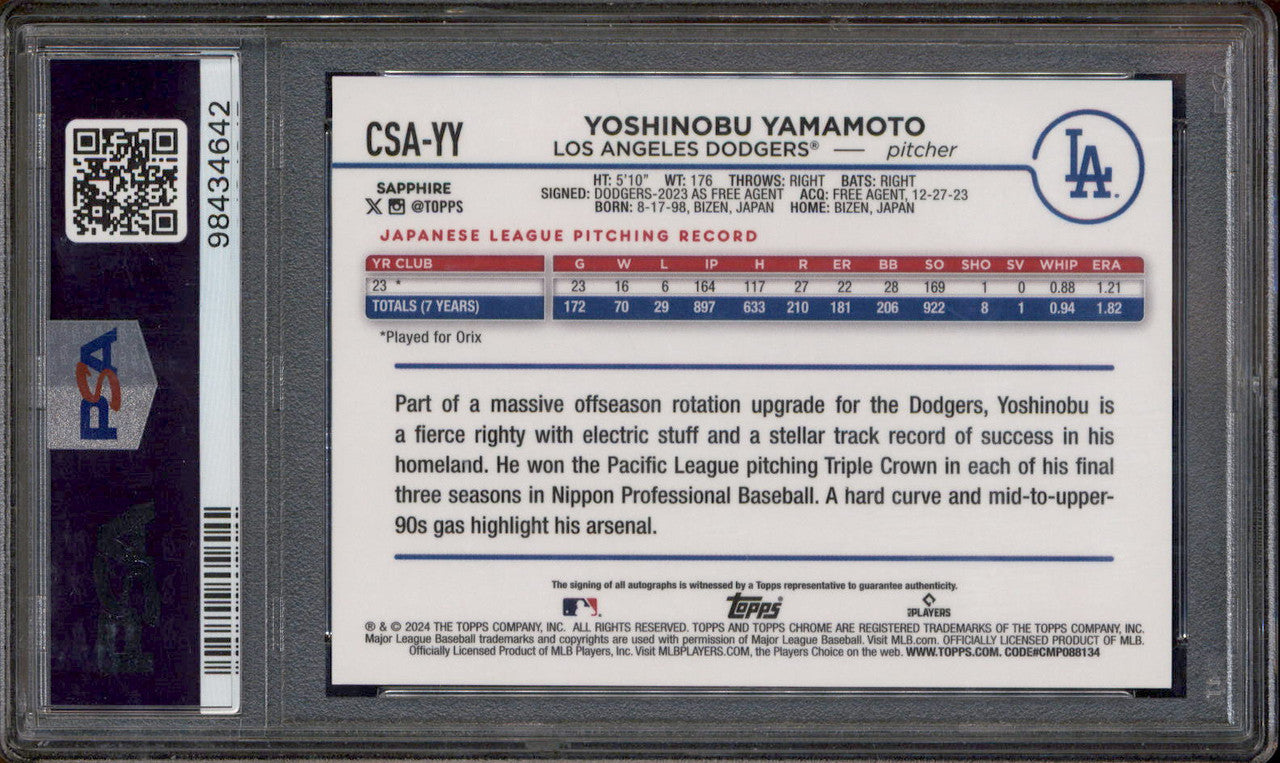 98434642
PSA
CSA-YY
YOSHINOBU YAMAMOTO
LOS ANGELES DODGERS® — pitcher
LA
SAPPHIRE
@TOPPS
HT: 5'10" WT: 176 THROWS: RIGHT BATS: RIGHT
SIGNED: DODGERS-2023 AS FREE AGENT ACQ: FREE AGENT, 12-27-23
BORN: 8-17-98, BIZEN, JAPAN HOME: BIZEN, JAPAN
JAPANESE LEAGUE PITCHING RECORD
YR CLUB G W L IP H R ER BB SO SHO SV WHIP ERA
23 * 23 16 6 164 117 27 22 28 169 1 0 0.88 1.21
TOTALS (7 YEARS) 172 70 29 897 633 210 181 206 922 8 1 0.94 1.82
*Played for Orix
Part of a massive offseason rotation upgrade for the Dodgers, Yoshinobu is
a fierce righty with electric stuff and a stellar track record of success in his
homeland. He won the Pacific League pitching Triple Crown in each of his final
three seasons in Nippon Professional Baseball. A hard curve and mid-to-upper-
90s gas highlight his arsenal.
The signing of all autographs is witnessed by a Topps representative to guarantee authenticity.
Topps
PLAYERS
® & © 2024 THE TOPPS COMPANY, INC. ALL RIGHTS RESERVED. TOPPS AND TOPPS CHROME ARE REGISTERED TRADEMARKS OF THE TOPPS COMPANY, INC.
Major League Baseball trademarks and copyrights are used with permission of Major League Baseball. Visit MLB.com. OFFICIALLY LICENSED PRODUCT OF MLB.
Officially Licensed Product of MLB Players, Inc. Visit MLBPLAYERS.COM, the Players Choice on the web. WWW.TOPPS.COM. CODE#CMP088134